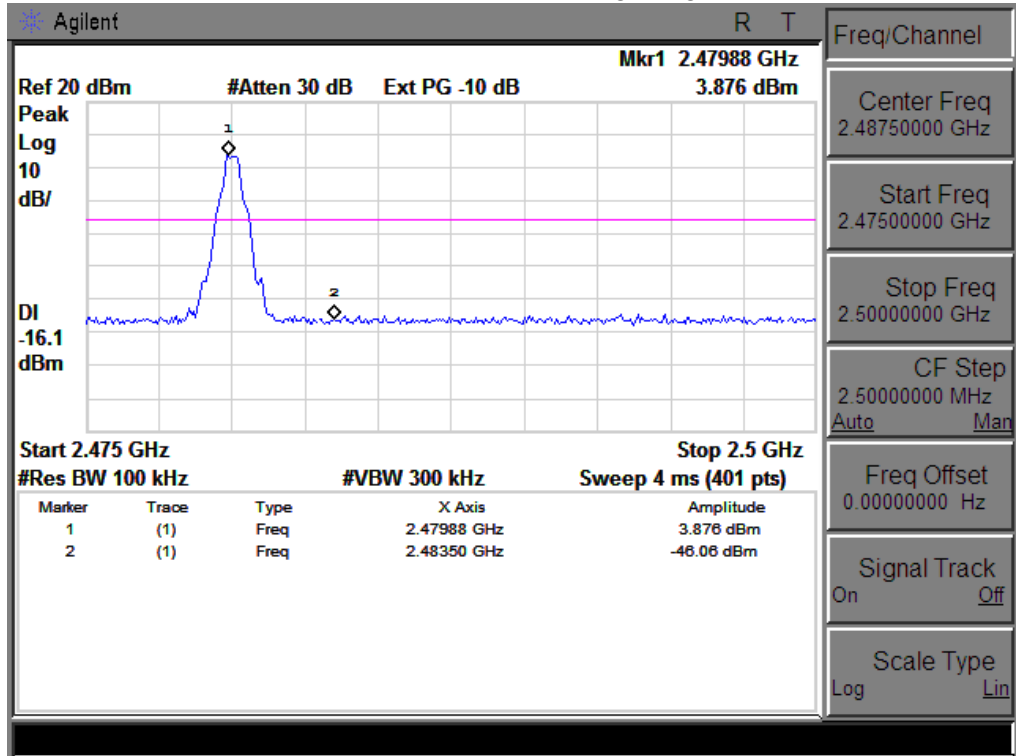 Agilent R T
Mkr1 2.47988 GHz
Ref 20 dBm #Atten 30 dB Ext PG -10 dB 3.876 dBm
Peak
Log
10
dB/
1
2
DI
-16.1
dBm
Start 2.475 GHz Stop 2.5 GHz
#Res BW 100 kHz #VBW 300 kHz Sweep 4 ms (401 pts)
Marker Trace Type X Axis Amplitude
1 (1) Freq 2.47988 GHz 3.876 dBm
2 (1) Freq 2.48350 GHz -46.06 dBm
Freq/Channel
Center Freq
2.48750000 GHz
Start Freq
2.47500000 GHz
Stop Freq
2.50000000 GHz
CF Step
2.50000000 MHz
Auto Man
Freq Offset
0.00000000 Hz
Signal Track
On Off
Scale Type
Log Lin